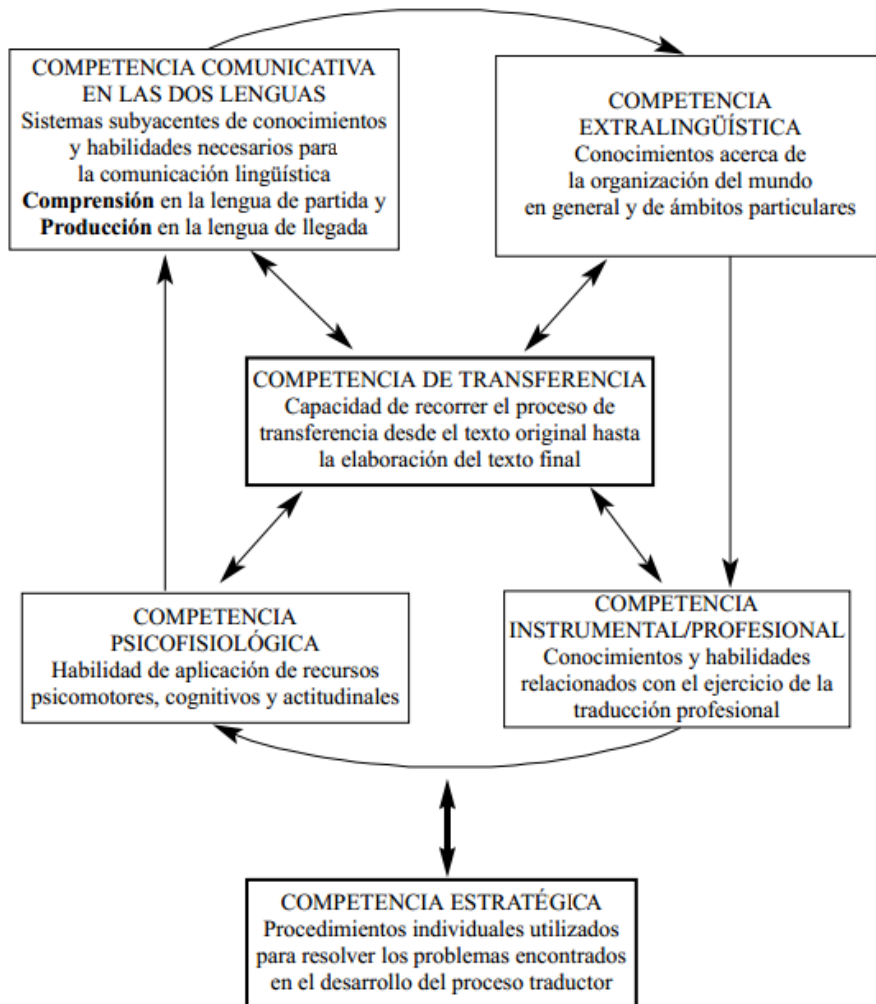 COMPETENCIA COMUNICATIVA
EN LAS DOS LENGUAS
Sistemas subyacentes de conocimientos
y habilidades necesarios para
la comunicación lingüística
Comprensión en la lengua de partida y
Producción en la lengua de llegada
COMPETENCIA
EXTRALINGÜÍSTICA
Conocimientos acerca de
la organización del mundo
en general y de ámbitos particulares
COMPETENCIA DE TRANSFERENCIA
Capacidad de recorrer el proceso de
transferencia desde el texto original hasta
la elaboración del texto final
COMPETENCIA
PSICOFISIOLÓGICA
Habilidad de aplicación de recursos
psicomotores, cognitivos y actitudinales
COMPETENCIA
INSTRUMENTAL/PROFESIONAL
Conocimientos y habilidades
relacionados con el ejercicio de la
traducción profesional
COMPETENCIA ESTRATÉGICA
Procedimientos individuales utilizados
para resolver los problemas encontrados
en el desarrollo del proceso traductor